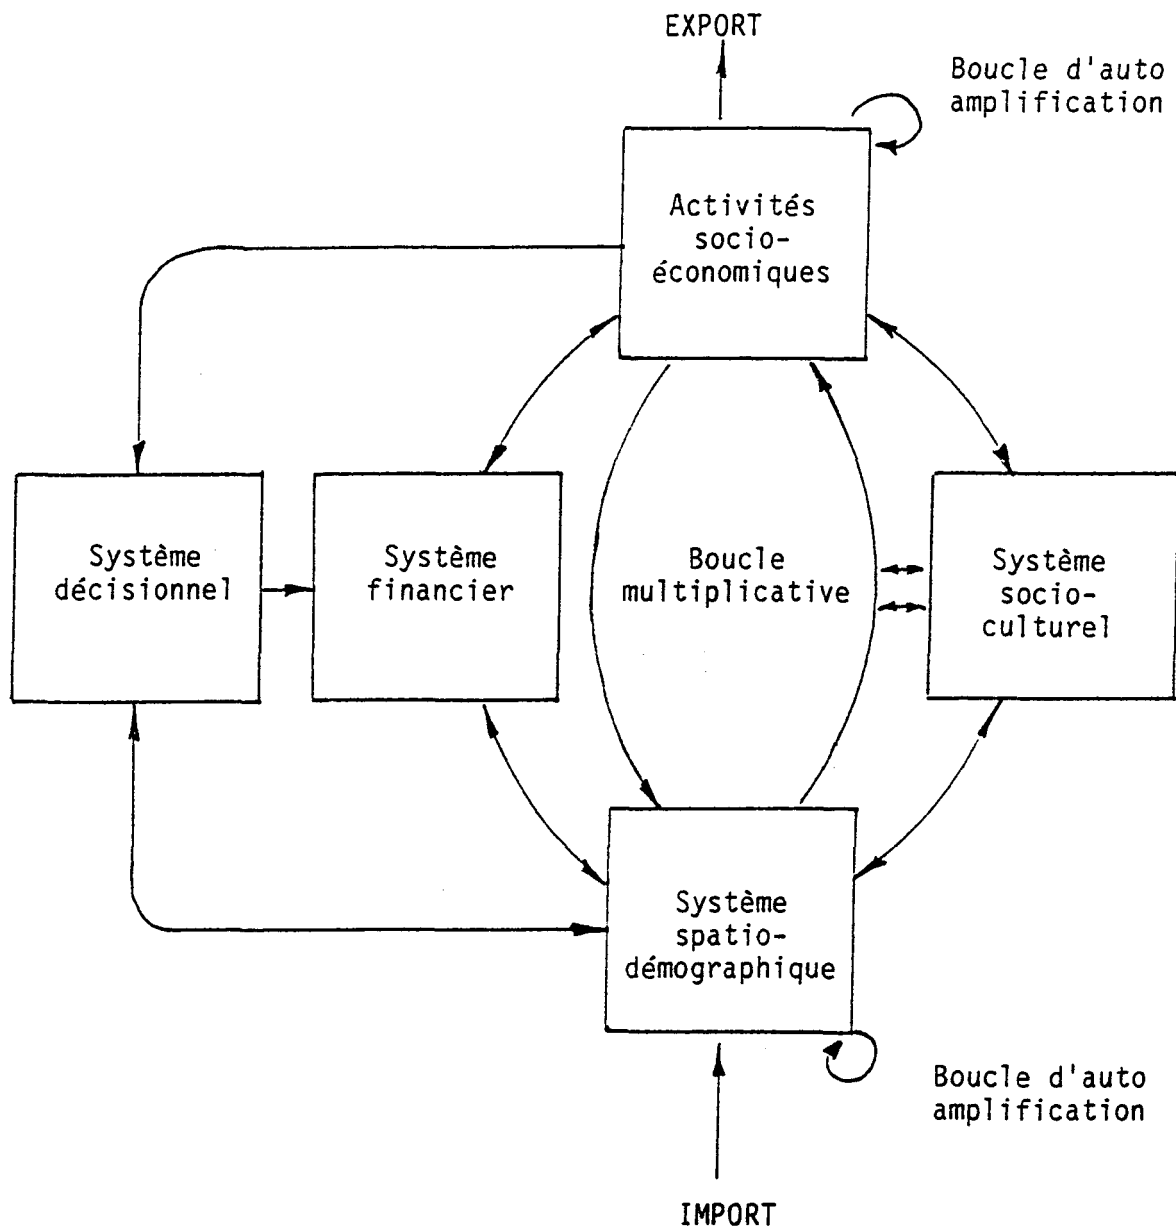 EXPORT
Boucle d'auto
amplification
Activités
socio-
économiques
Système
décisionnel
Système
financier
Boucle
multiplicative
Système
socio-
culturel
Système
spatio-
démographique
Boucle d'auto
amplification
IMPORT